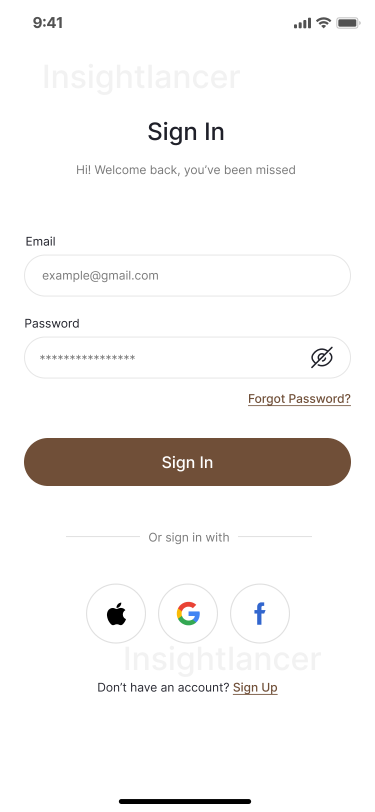 9:41
Insightlancer
Sign In
Hi! Welcome back, you’ve been missed
Email
example@gmail.com
Password
****************
Forgot Password?
Sign In
Or sign in with
Insightlancer
Don’t have an account? Sign Up